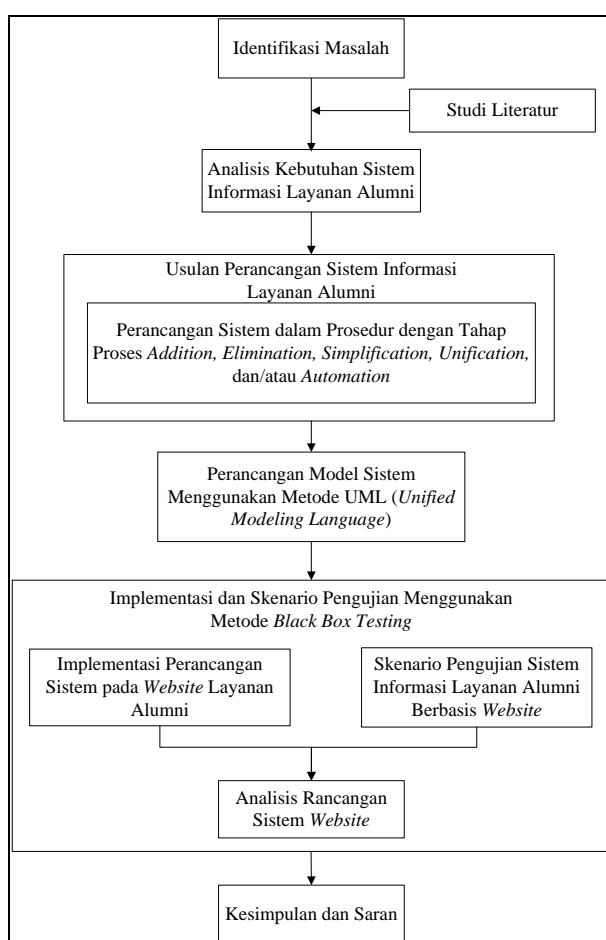 Identifikasi Masalah
Studi Literatur
Analisis Kebutuhan Sistem
Informasi Layanan Alumni
Usulan Perancangan Sistem Informasi
Layanan Alumni
Perancangan Sistem dalam Prosedur dengan Tahap
Proses Addition, Elimination, Simplification, Unification,
dan/atau Automation
Perancangan Model Sistem
Menggunakan Metode UML (Unified
Modeling Language)
Implementasi dan Skenario Pengujian Menggunakan
Metode Black Box Testing
Implementasi Perancangan
Sistem pada Website Layanan
Alumni
Skenario Pengujian Sistem
Informasi Layanan Alumni
Berbasis Website
Analisis Rancangan
Sistem Website
Kesimpulan dan Saran